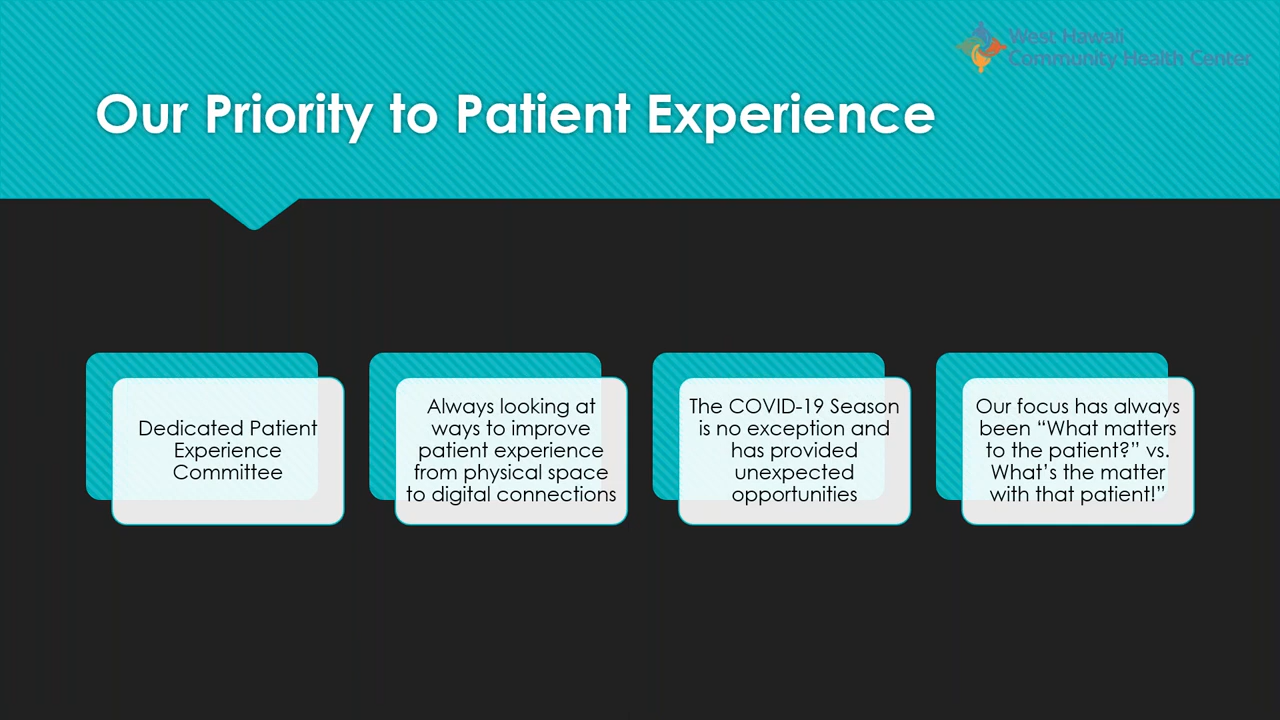 West Hawaii
Community Health Center
Our Priority to Patient Experience
Dedicated Patient
Experience
Committee
Always looking at
ways to improve
patient experience
from physical space
to digital connections
The COVID-19 Season
is no exception and
has provided
unexpected
opportunities
Our focus has always
been “What matters
to the patient?” vs.
What’s the matter
with that patient!”